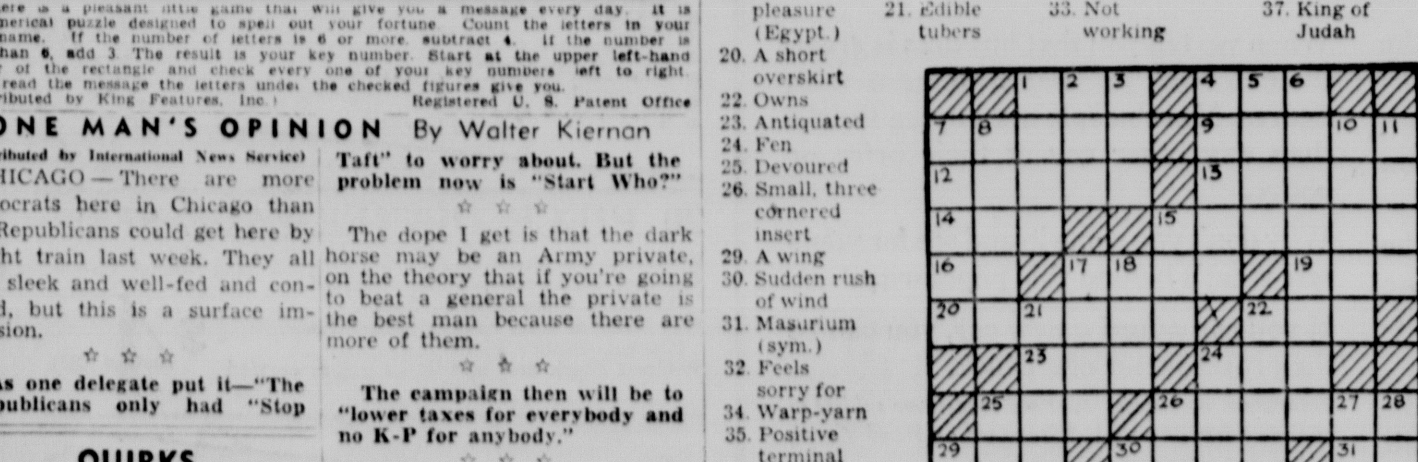 ere is a pleasant little game that will give you a message every day. It is
merical puzzle designed to spell out your fortune. Count the letters in your
name. If the number of letters is 6 or more, subtract 4. If the number is
han 6, add 3. The result is your key number. Start at the upper left-hand
of the rectangle and check every one of your key numbers left to right.
read the message the letters under the checked figures give you.
ributed by King Features, Inc.)
Registered U. S. Patent Office
ONE MAN'S OPINION By Walter Kiernan
ributed by International News Service)
HICAGO — There are more
ocrats here in Chicago than
Republicans could get here by
ht train last week. They all
sleek and well-fed and con-
d, but this is a surface im-
sion.
☆ ☆ ☆
As one delegate put it—"The
publicans only had "Stop
QUIRKS
Taft" to worry about. But the
problem now is "Start Who?"
☆ ☆ ☆
The dope I get is that the dark
horse may be an Army private,
on the theory that if you're going
to beat a general the private is
the best man because there are
more of them.
☆ ☆ ☆
The campaign then will be to
"lower taxes for everybody and
no K-P for anybody."
pleasure
(Egypt.)
20. A short
overskirt
22. Owns
23. Antiquated
24. Fen
25. Devoured
26. Small, three
cornered
insert
29. A wing
30. Sudden rush
of wind
31. Masurium
(sym.)
32. Feels
sorry for
34. Warp-yarn
35. Positive
terminal
21. Edible
tubers
33. Not
working
37. King of
Judah
1 2 3 4 5 6
7 8 9 10 11
12 13
14 15
16 17 18 19
20 21 22
23 24
25 26 27 28
29 30 31